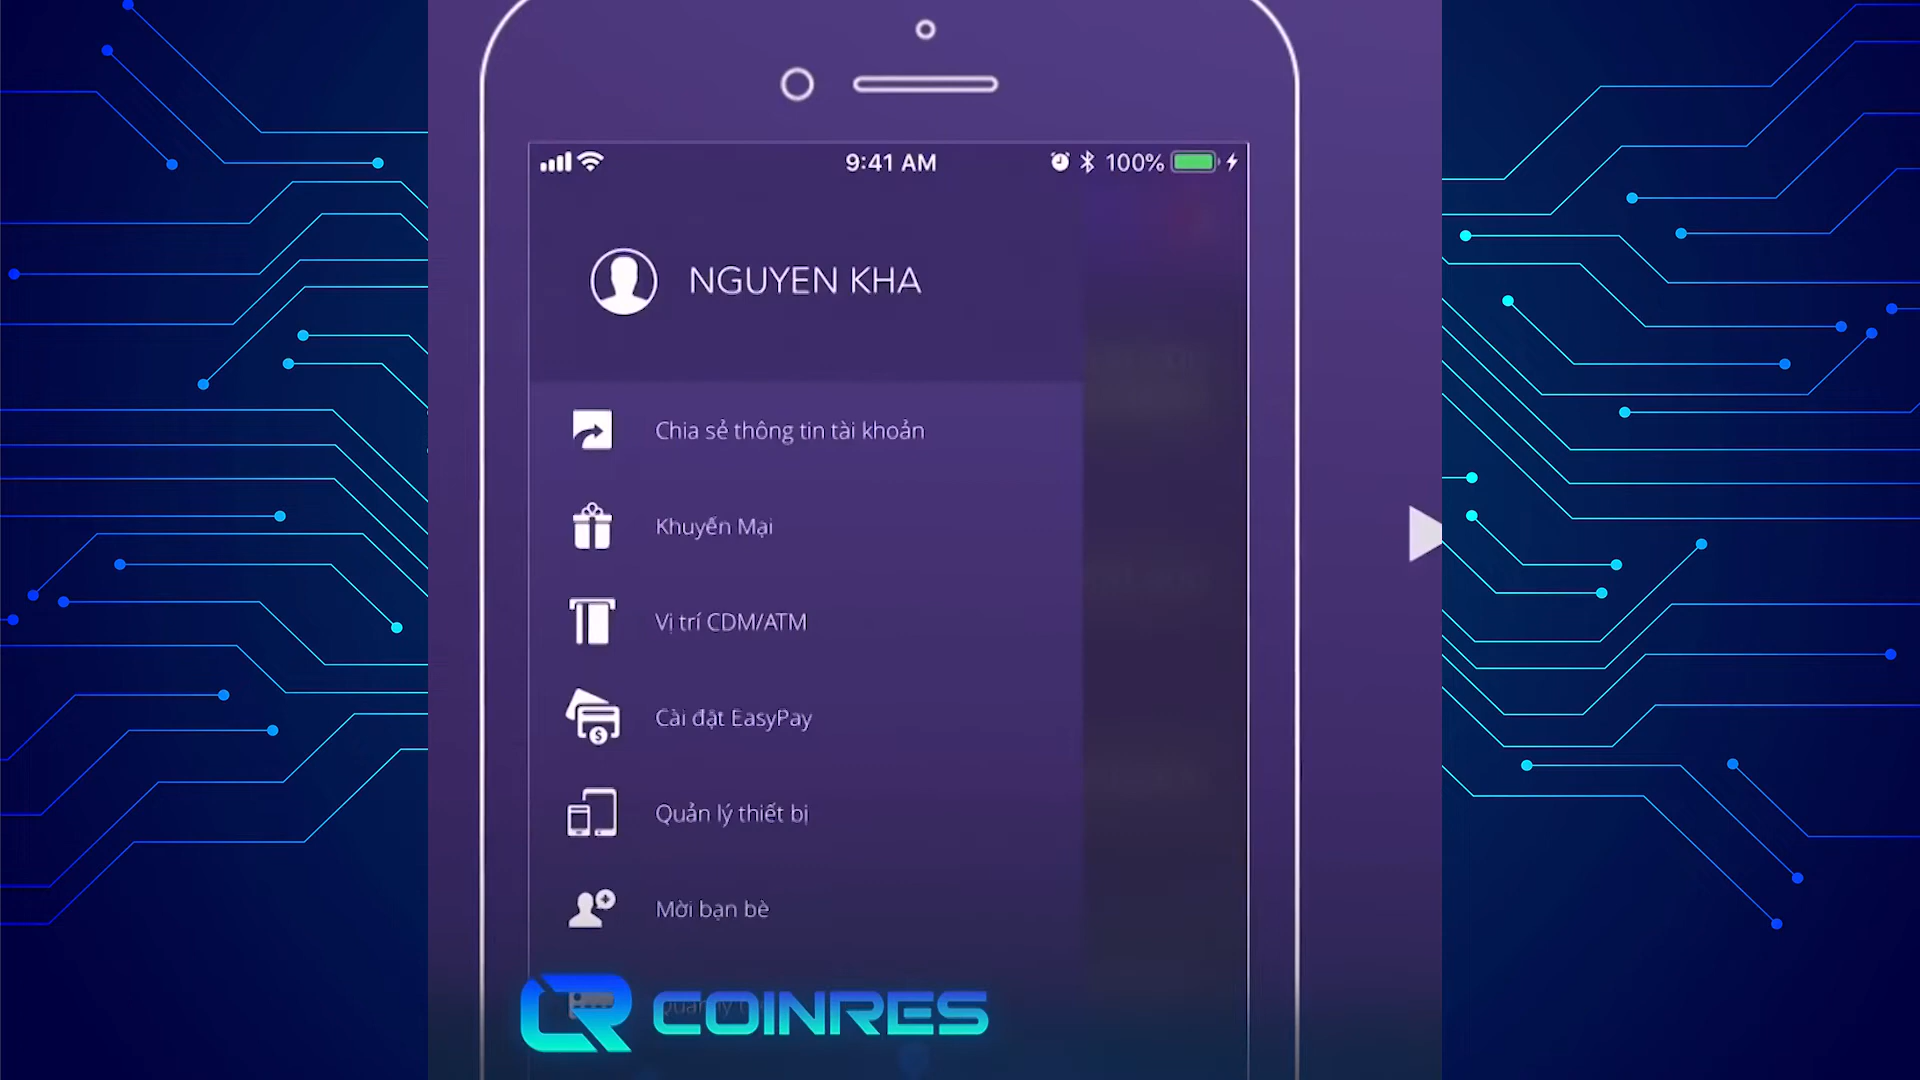 9:41 AM
100%
NGUYEN KHA
Chia sẻ thông tin tài khoản
Khuyến Mại
Vị trí CDM/ATM
Cài đặt EasyPay
Quản lý thiết bị
Mời bạn bè
COINRES